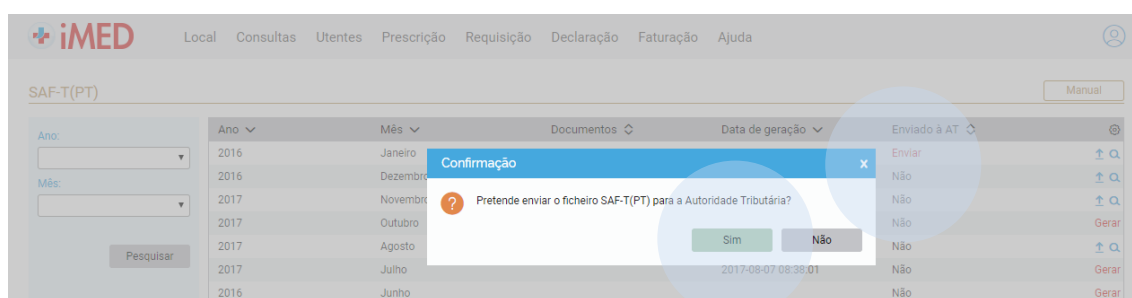 iMED Local Consultas Utentes Prescrição Requisição Declaração Faturação Ajuda
SAF-T(PT) Manual
Ano:
Mês:
Pesquisar
Ano Mês Documentos Data de geração Enviado à AT
2016 Janeiro Enviar
2016 Dezembro Não
2017 Novembro Não
2017 Outubro Não Gerar
2017 Agosto Não
2017 Julho 2017-08-07 08:38:01 Não Gerar
2016 Junho Não Gerar
Confirmação x
? Pretende enviar o ficheiro SAF-T(PT) para a Autoridade Tributária?
Sim Não